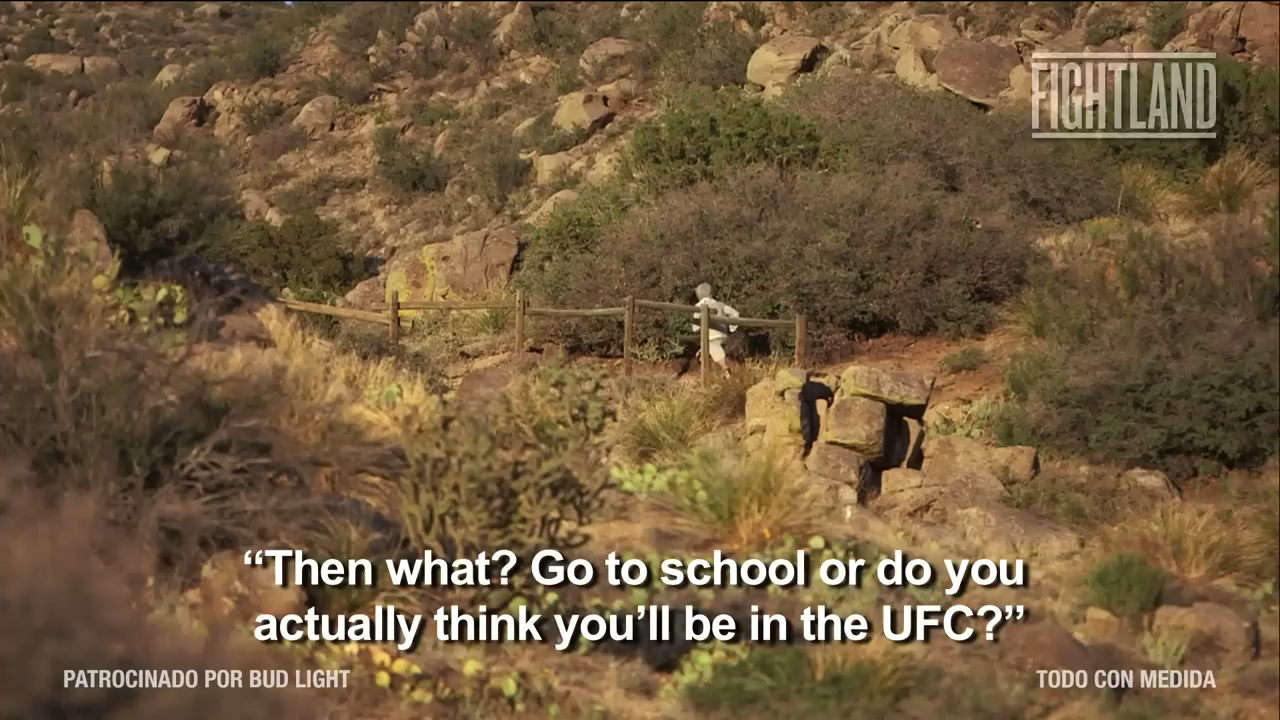 FIGHTLAND
“Then what? Go to school or do you
actually think you’ll be in the UFC?”
PATROCINADO POR BUD LIGHT
TODO CON MEDIDA